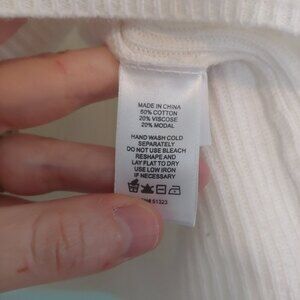 MADE IN CHINA
60% COTTON
20% VISCOSE
20% MODAL
HAND WASH COLD
SEPARATELY
DO NOT USE BLEACH
RESHAPE AND
LAY FLAT TO DRY
USE LOW IRON
IF NECESSARY
51323